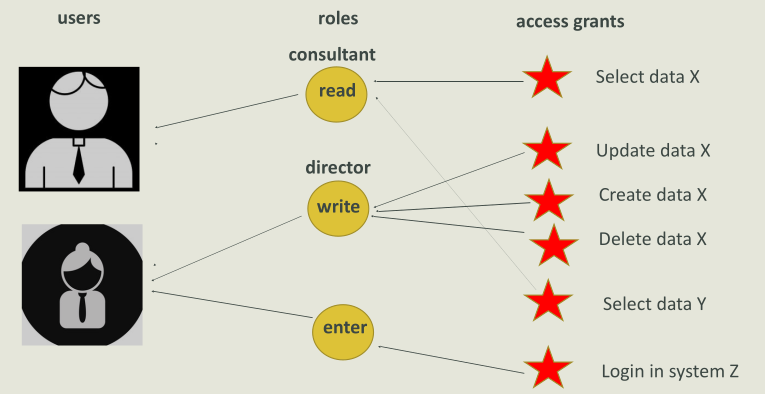 users
roles
access grants
consultant
read
Select data X
director
write
Update data X
Create data X
Delete data X
enter
Select data Y
Login in system Z